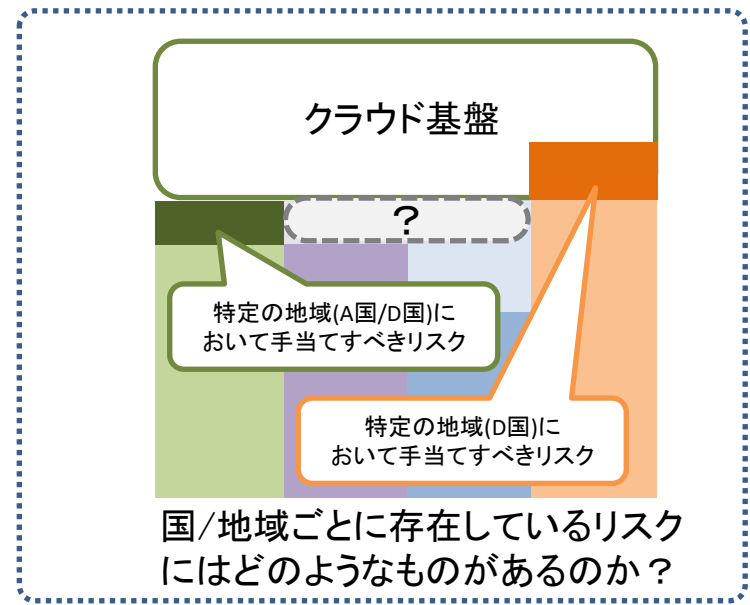 クラウド基盤
?
特定の地域(A国/D国)に
おいて手当てすべきリスク
特定の地域(D国)に
おいて手当てすべきリスク
国/地域ごとに存在しているリスク
にはどのようなものがあるのか？